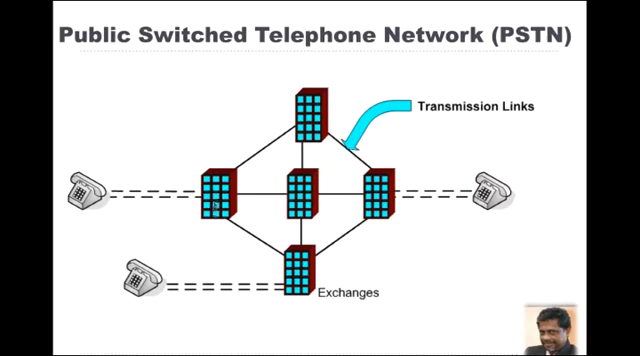 Public Switched Telephone Network (PSTN)
Transmission Links
Exchanges